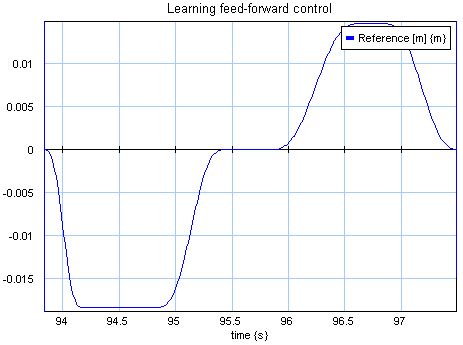 Learning feed-forward control
Reference [m] {m}
0.01
0.005
0
-0.005
-0.01
-0.015
94 94.5 95 95.5 96 96.5 97
time {s}